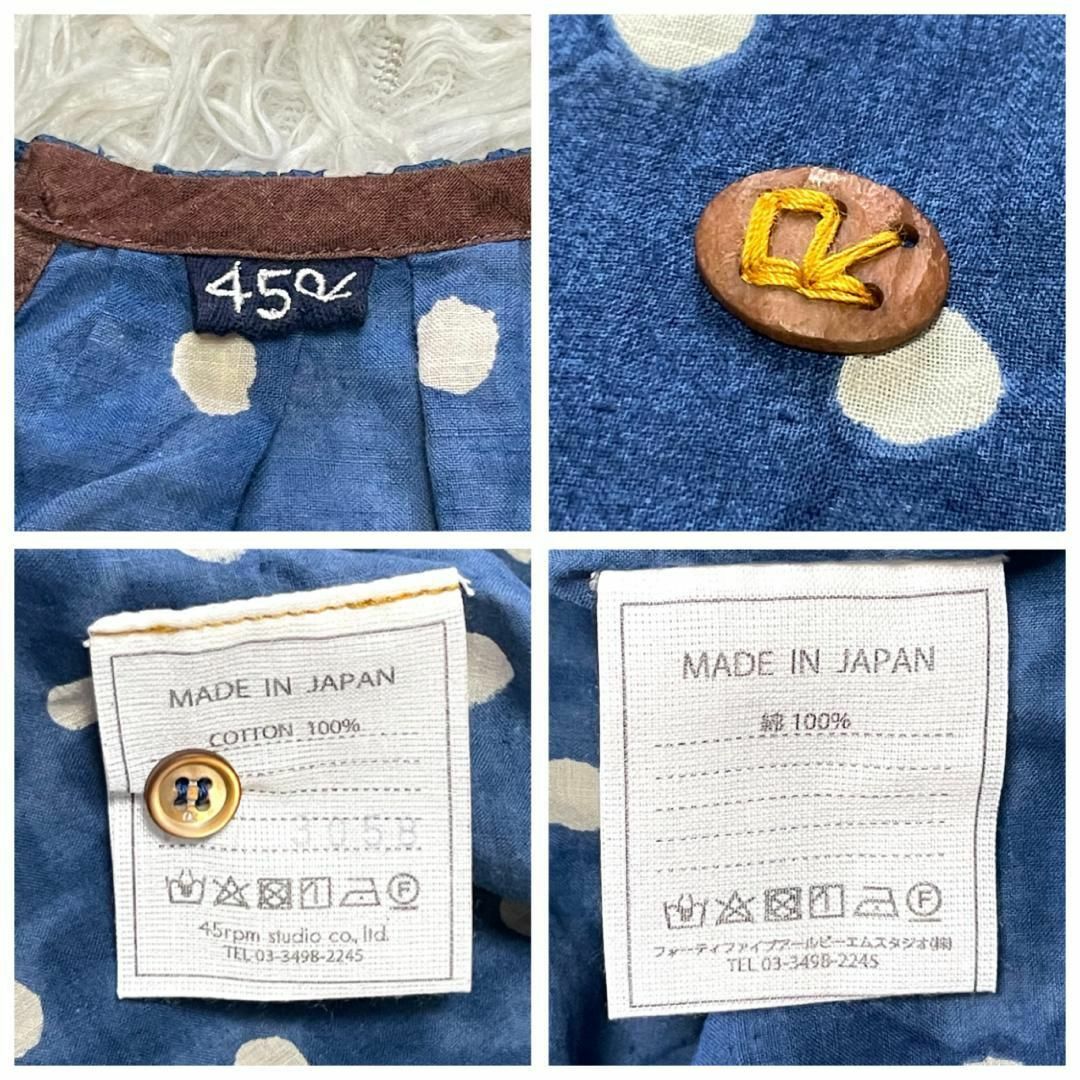 45R
R
MADE IN JAPAN
COTTON 100%
3058
F
45rpm studio co., ltd.
TEL 03-3498-2245
MADE IN JAPAN
綿 100%
F
フォーティファイブアールピーエムスタジオ(株)
TEL 03-3498-2245